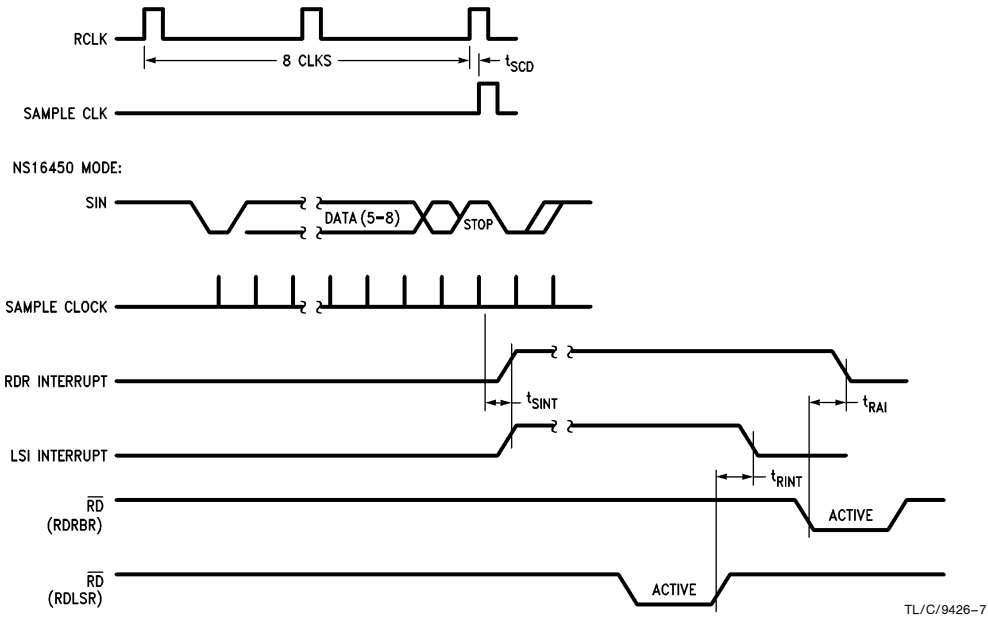 RCLK
8 CLKS
tSCD
SAMPLE CLK
NS16450 MODE:
SIN
DATA (5-8)
STOP
SAMPLE CLOCK
RDR INTERRUPT
tSINT
tRAI
LSI INTERRUPT
tRINT
RD
(RDRBR)
ACTIVE
RD
(RDLSR)
ACTIVE
TL/C/9426-7